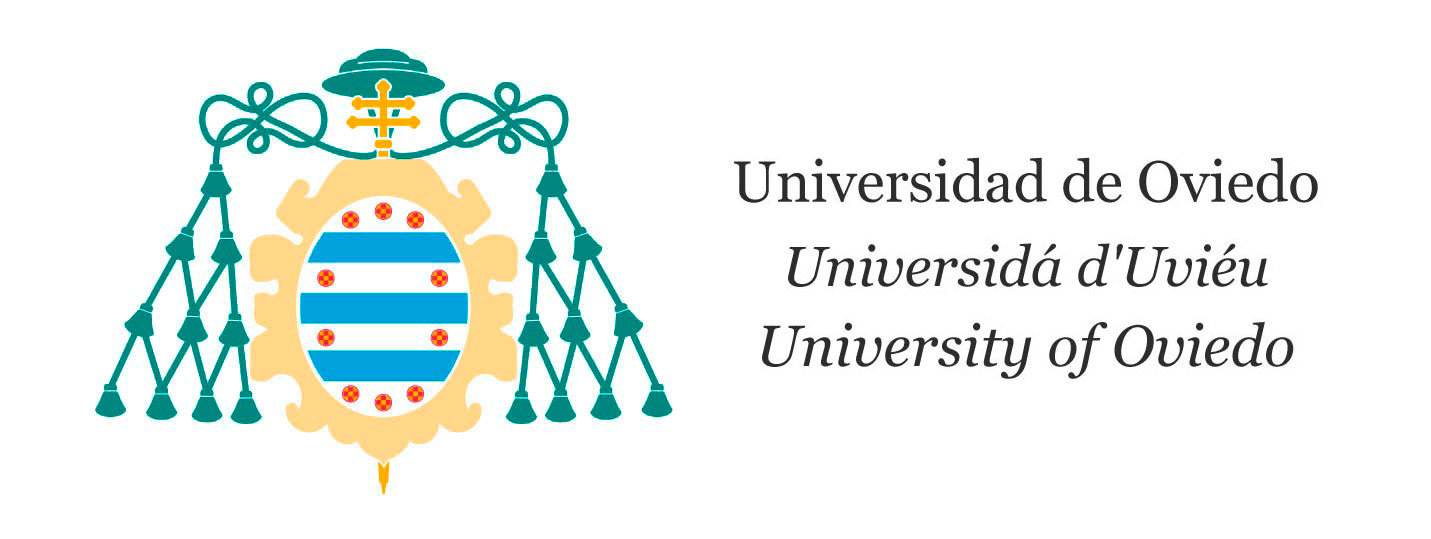 Universidad de Oviedo
Universidá d'Uviéu
University of Oviedo